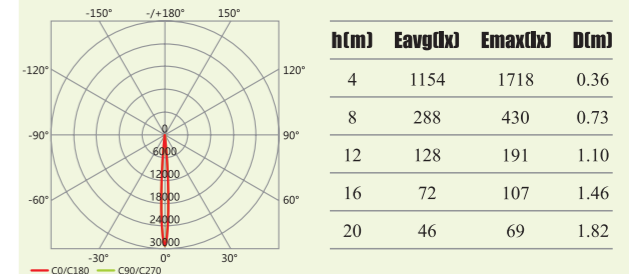 -150° -/+180° 150°
-120° 120°
-90° 90°
-60° 60°
-30° 0° 30°
0
6000
12000
18000
24000
30000
C0/C180 C90/C270
h(m) Eavg(lx) Emax(lx) D(m)
4 1154 1718 0.36
8 288 430 0.73
12 128 191 1.10
16 72 107 1.46
20 46 69 1.82